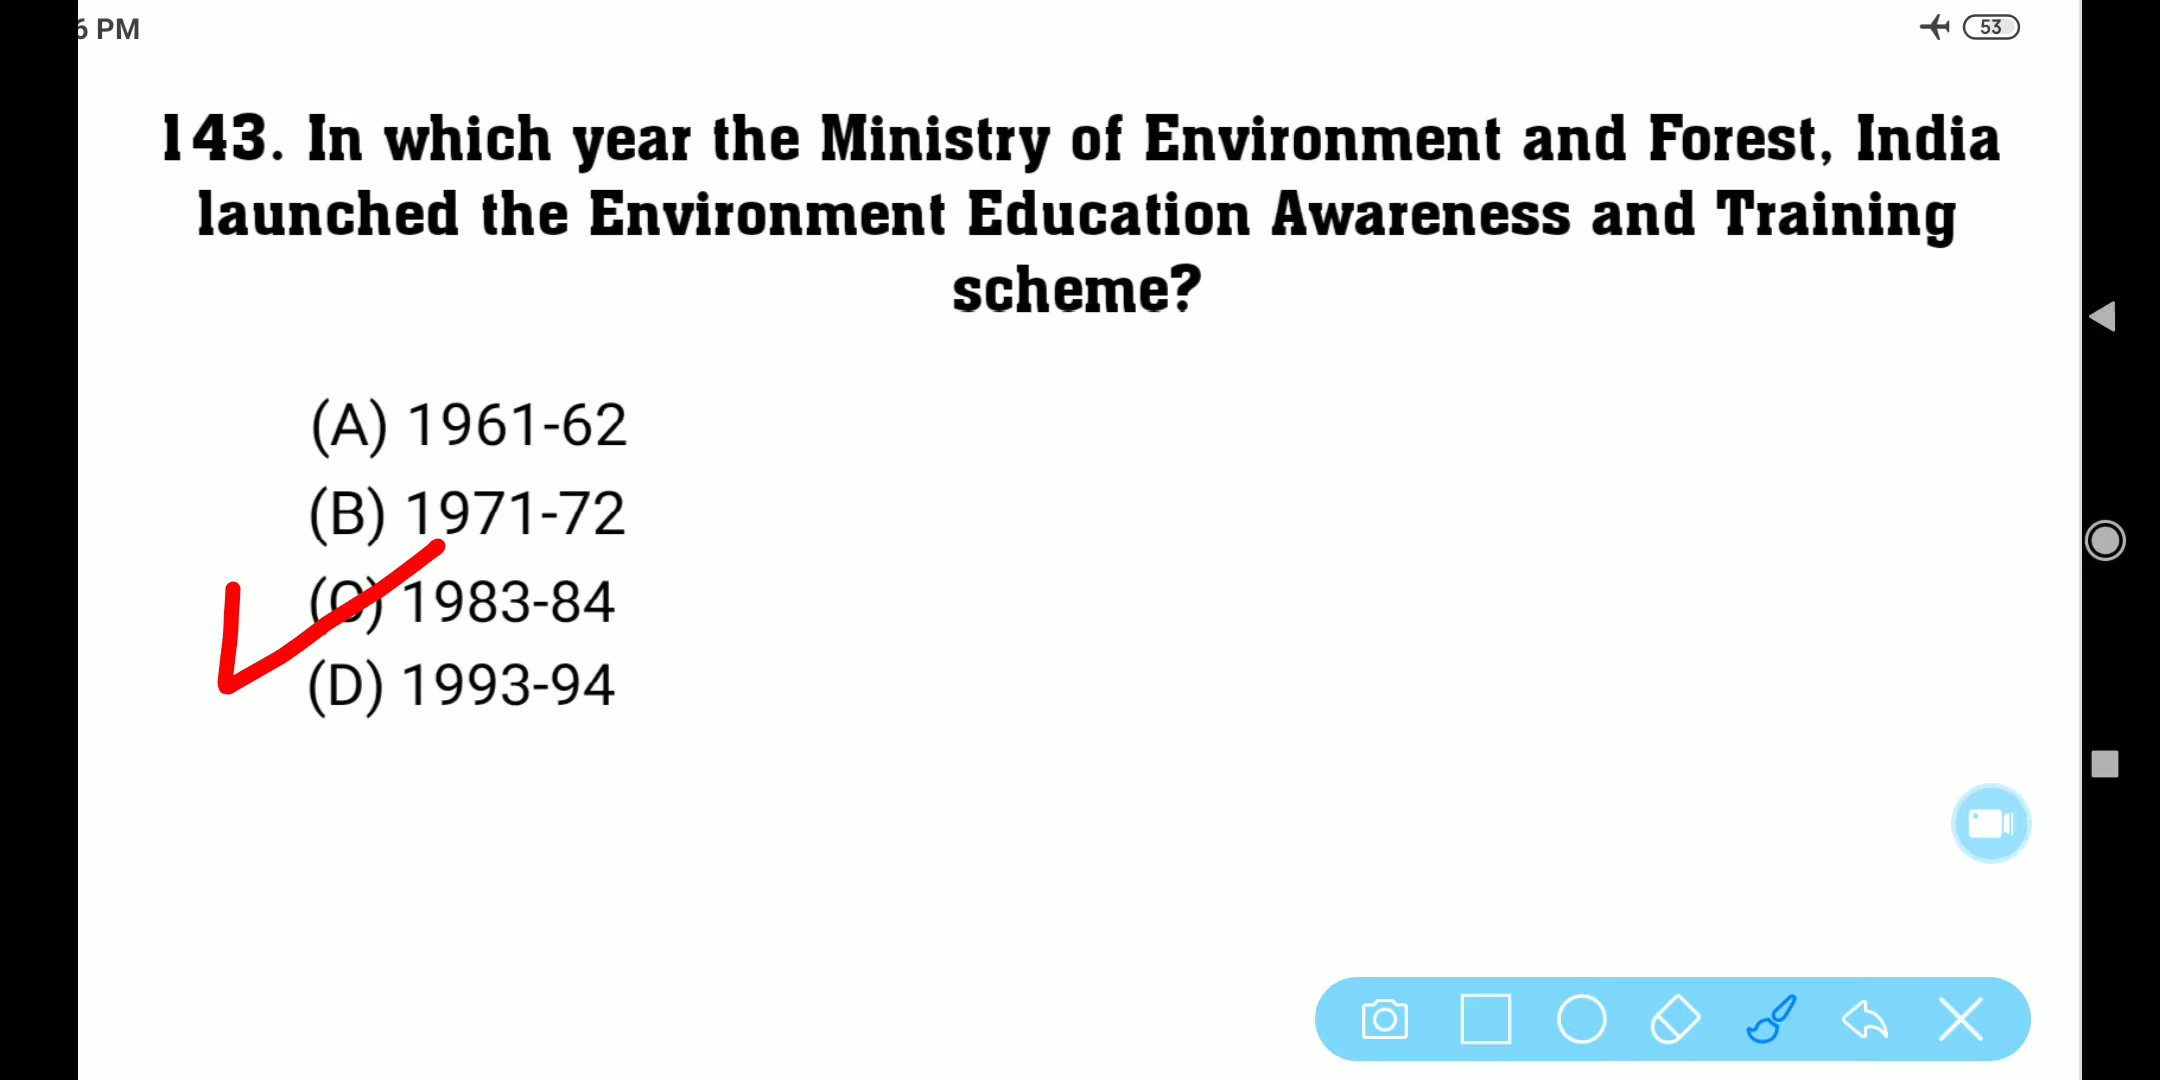 6 PM
53
143. In which year the Ministry of Environment and Forest, India
launched the Environment Education Awareness and Training
scheme?
(A) 1961-62
(B) 1971-72
(C) 1983-84
(D) 1993-94